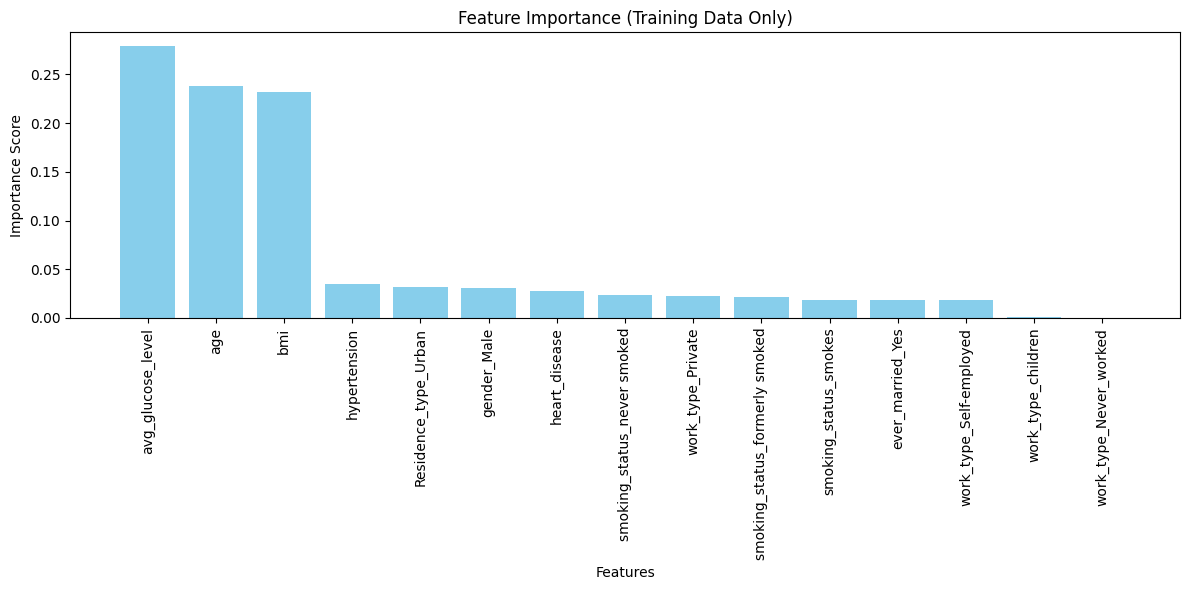 Feature Importance (Training Data Only)
Importance Score
0.25
0.20
0.15
0.10
0.05
0.00
avg_glucose_level
age
bmi
hypertension
Residence_type_Urban
gender_Male
heart_disease
smoking_status_never smoked
work_type_Private
smoking_status_formerly smoked
smoking_status_smokes
ever_married_Yes
work_type_Self-employed
work_type_children
work_type_Never_worked
Features